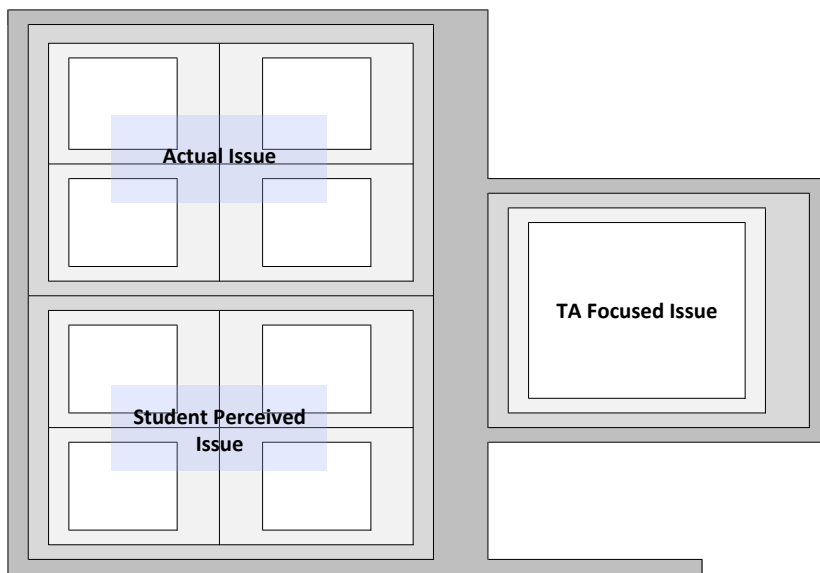 Actual Issue
TA Focused Issue
Student Perceived
Issue